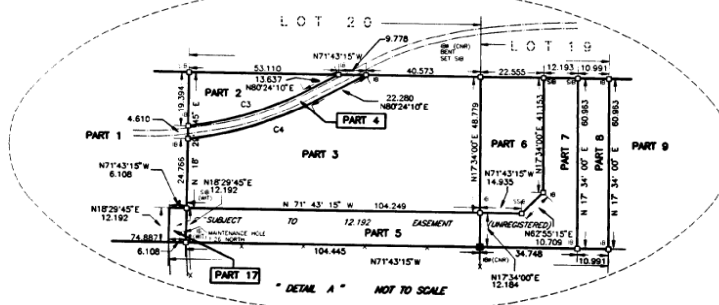 LOT 20
LOT 19
9.778
N71°43'15"W
53.110
13.637
N80°24'10"E
40.573
IB (CNR)
BENT
SET SIB
22.555
12.193
10.991
PART 2
19.394
C3
C4
22.280
N80°24'10"E
PART 4
4.610
PART 1
PART 3
48.779
N17°34'00"E
PART 6
41.153
N17°34'00"E
PART 7
60.963
N 17° 34' 00" E
PART 8
60.963
N 17° 34' 00" E
PART 9
24.766
N71°43'15"W
6.108
N18°29'45"E
12.192
N 71° 43' 15" W 104.249
N71°43'15"W
14.935
N18°29'45"E
12.192
SUBJECT TO 12.192 EASEMENT (UNREGISTERED)
N62°55'15"E
MAINTENANCE HOLE
1.26 NORTH
PART 5
74.887
6.108
104.445
N71°43'15"W
10.709
34.748
10.991
PART 17
N17°34'00"E
12.184
" DETAIL A " NOT TO SCALE